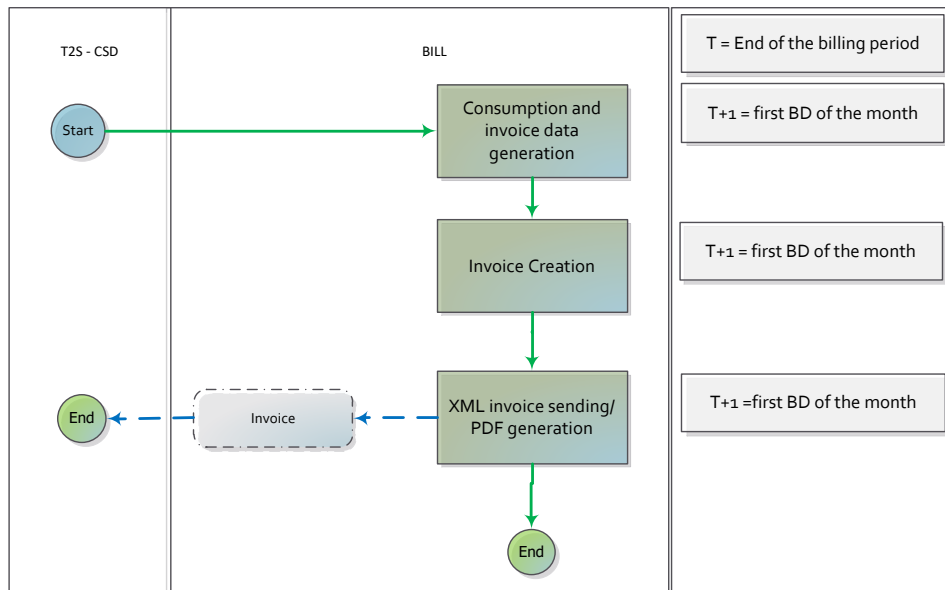 T2S - CSD
BILL
T = End of the billing period
Start
Consumption and
invoice data
generation
T+1 = first BD of the month
Invoice Creation
T+1 = first BD of the month
End
Invoice
XML invoice sending/
PDF generation
T+1 =first BD of the month
End